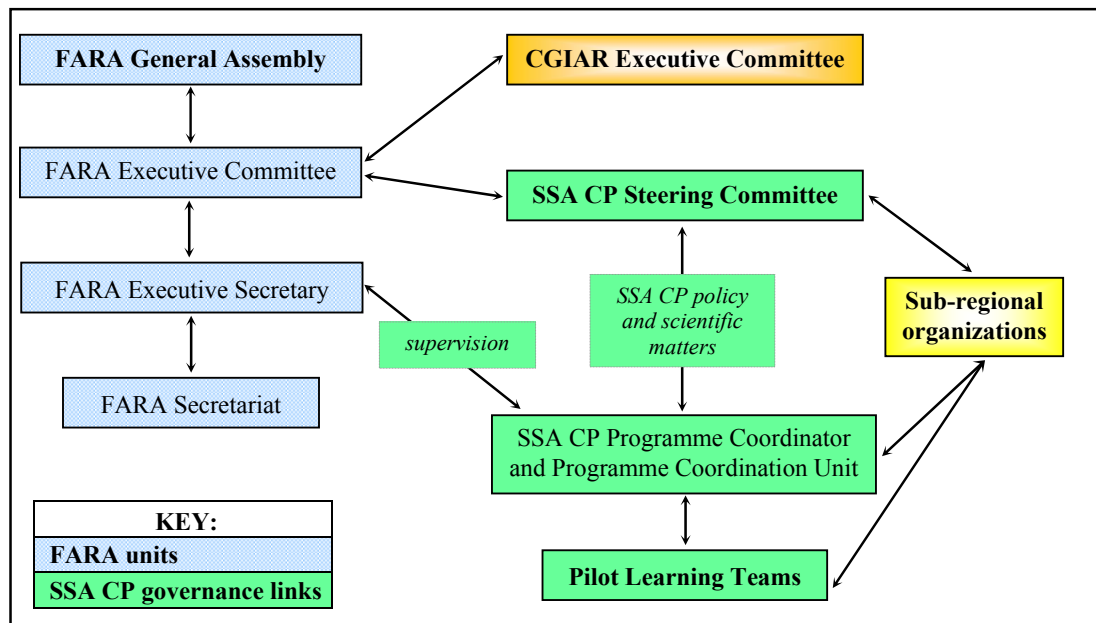 FARA General Assembly
CGIAR Executive Committee
FARA Executive Committee
SSA CP Steering Committee
FARA Executive Secretary
SSA CP policy
and scientific
matters
Sub-regional
organizations
supervision
FARA Secretariat
SSA CP Programme Coordinator
and Programme Coordination Unit
KEY:
FARA units
SSA CP governance links
Pilot Learning Teams